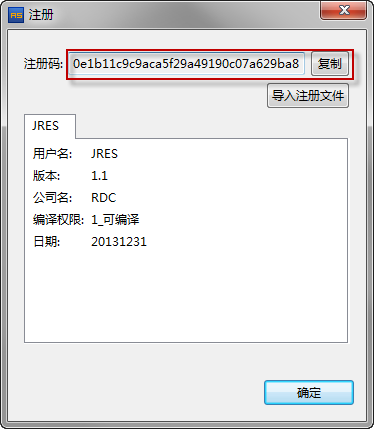 AS 注册
注册码: 0e1b11c9c9aca5f29a49190c07a629ba8 复制
导入注册文件
JRES
用户名: JRES
版本: 1.1
公司名: RDC
编译权限: 1_可编译
日期: 20131231
确定